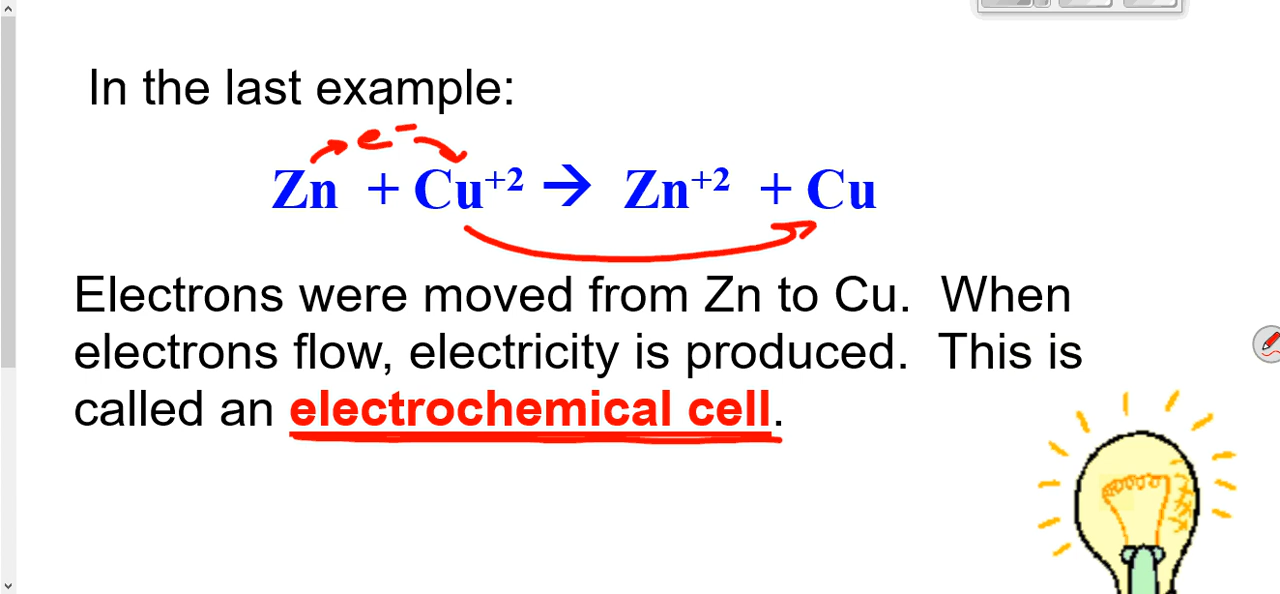 In the last example:
e⁻
Zn + Cu⁺² → Zn⁺² + Cu
Electrons were moved from Zn to Cu. When
electrons flow, electricity is produced. This is
called an electrochemical cell.